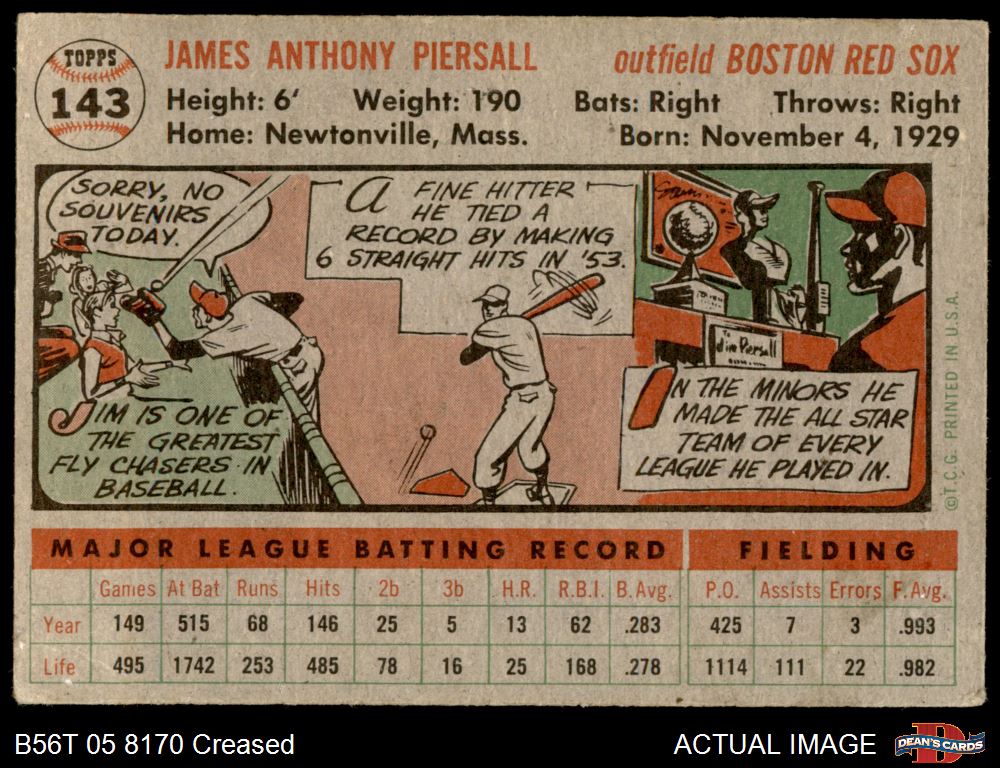 TOPPS
143
JAMES ANTHONY PIERSALL
outfield BOSTON RED SOX
Height: 6' Weight: 190 Bats: Right Throws: Right
Home: Newtonville, Mass. Born: November 4, 1929
SORRY, NO
SOUVENIRS
TODAY.
JIM IS ONE OF
THE GREATEST
FLY CHASERS IN
BASEBALL.
A FINE HITTER
HE TIED A
RECORD BY MAKING
6 STRAIGHT HITS IN '53.
To
Jim Piersall
IN THE MINORS HE
MADE THE ALL STAR
TEAM OF EVERY
LEAGUE HE PLAYED IN.
©T.C.G. PRINTED IN U.S.A.
MAJOR LEAGUE BATTING RECORD FIELDING
Games At Bat Runs Hits 2b 3b H.R. R.B.I. B.Avg. P.O. Assists Errors F.Avg.
Year 149 515 68 146 25 5 13 62 .283 425 7 3 .993
Life 495 1742 253 485 78 16 25 168 .278 1114 111 22 .982
B56T 05 8170 Creased
ACTUAL IMAGE
D
DEAN'S CARDS